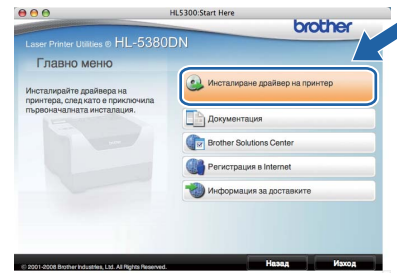 HL5300:Start Here
brother
Laser Printer Utilities ® HL-5380DN
Главно меню
Инсталирайте драйвера на
принтера, след като е приключила
първоначалната инсталация.
Инсталиране драйвер на принтер
Документация
Brother Solutions Center
Регистрация в Internet
Информация за доставките
© 2001-2008 Brother Industries, Ltd. All Rights Reserved.
Назад
Изход